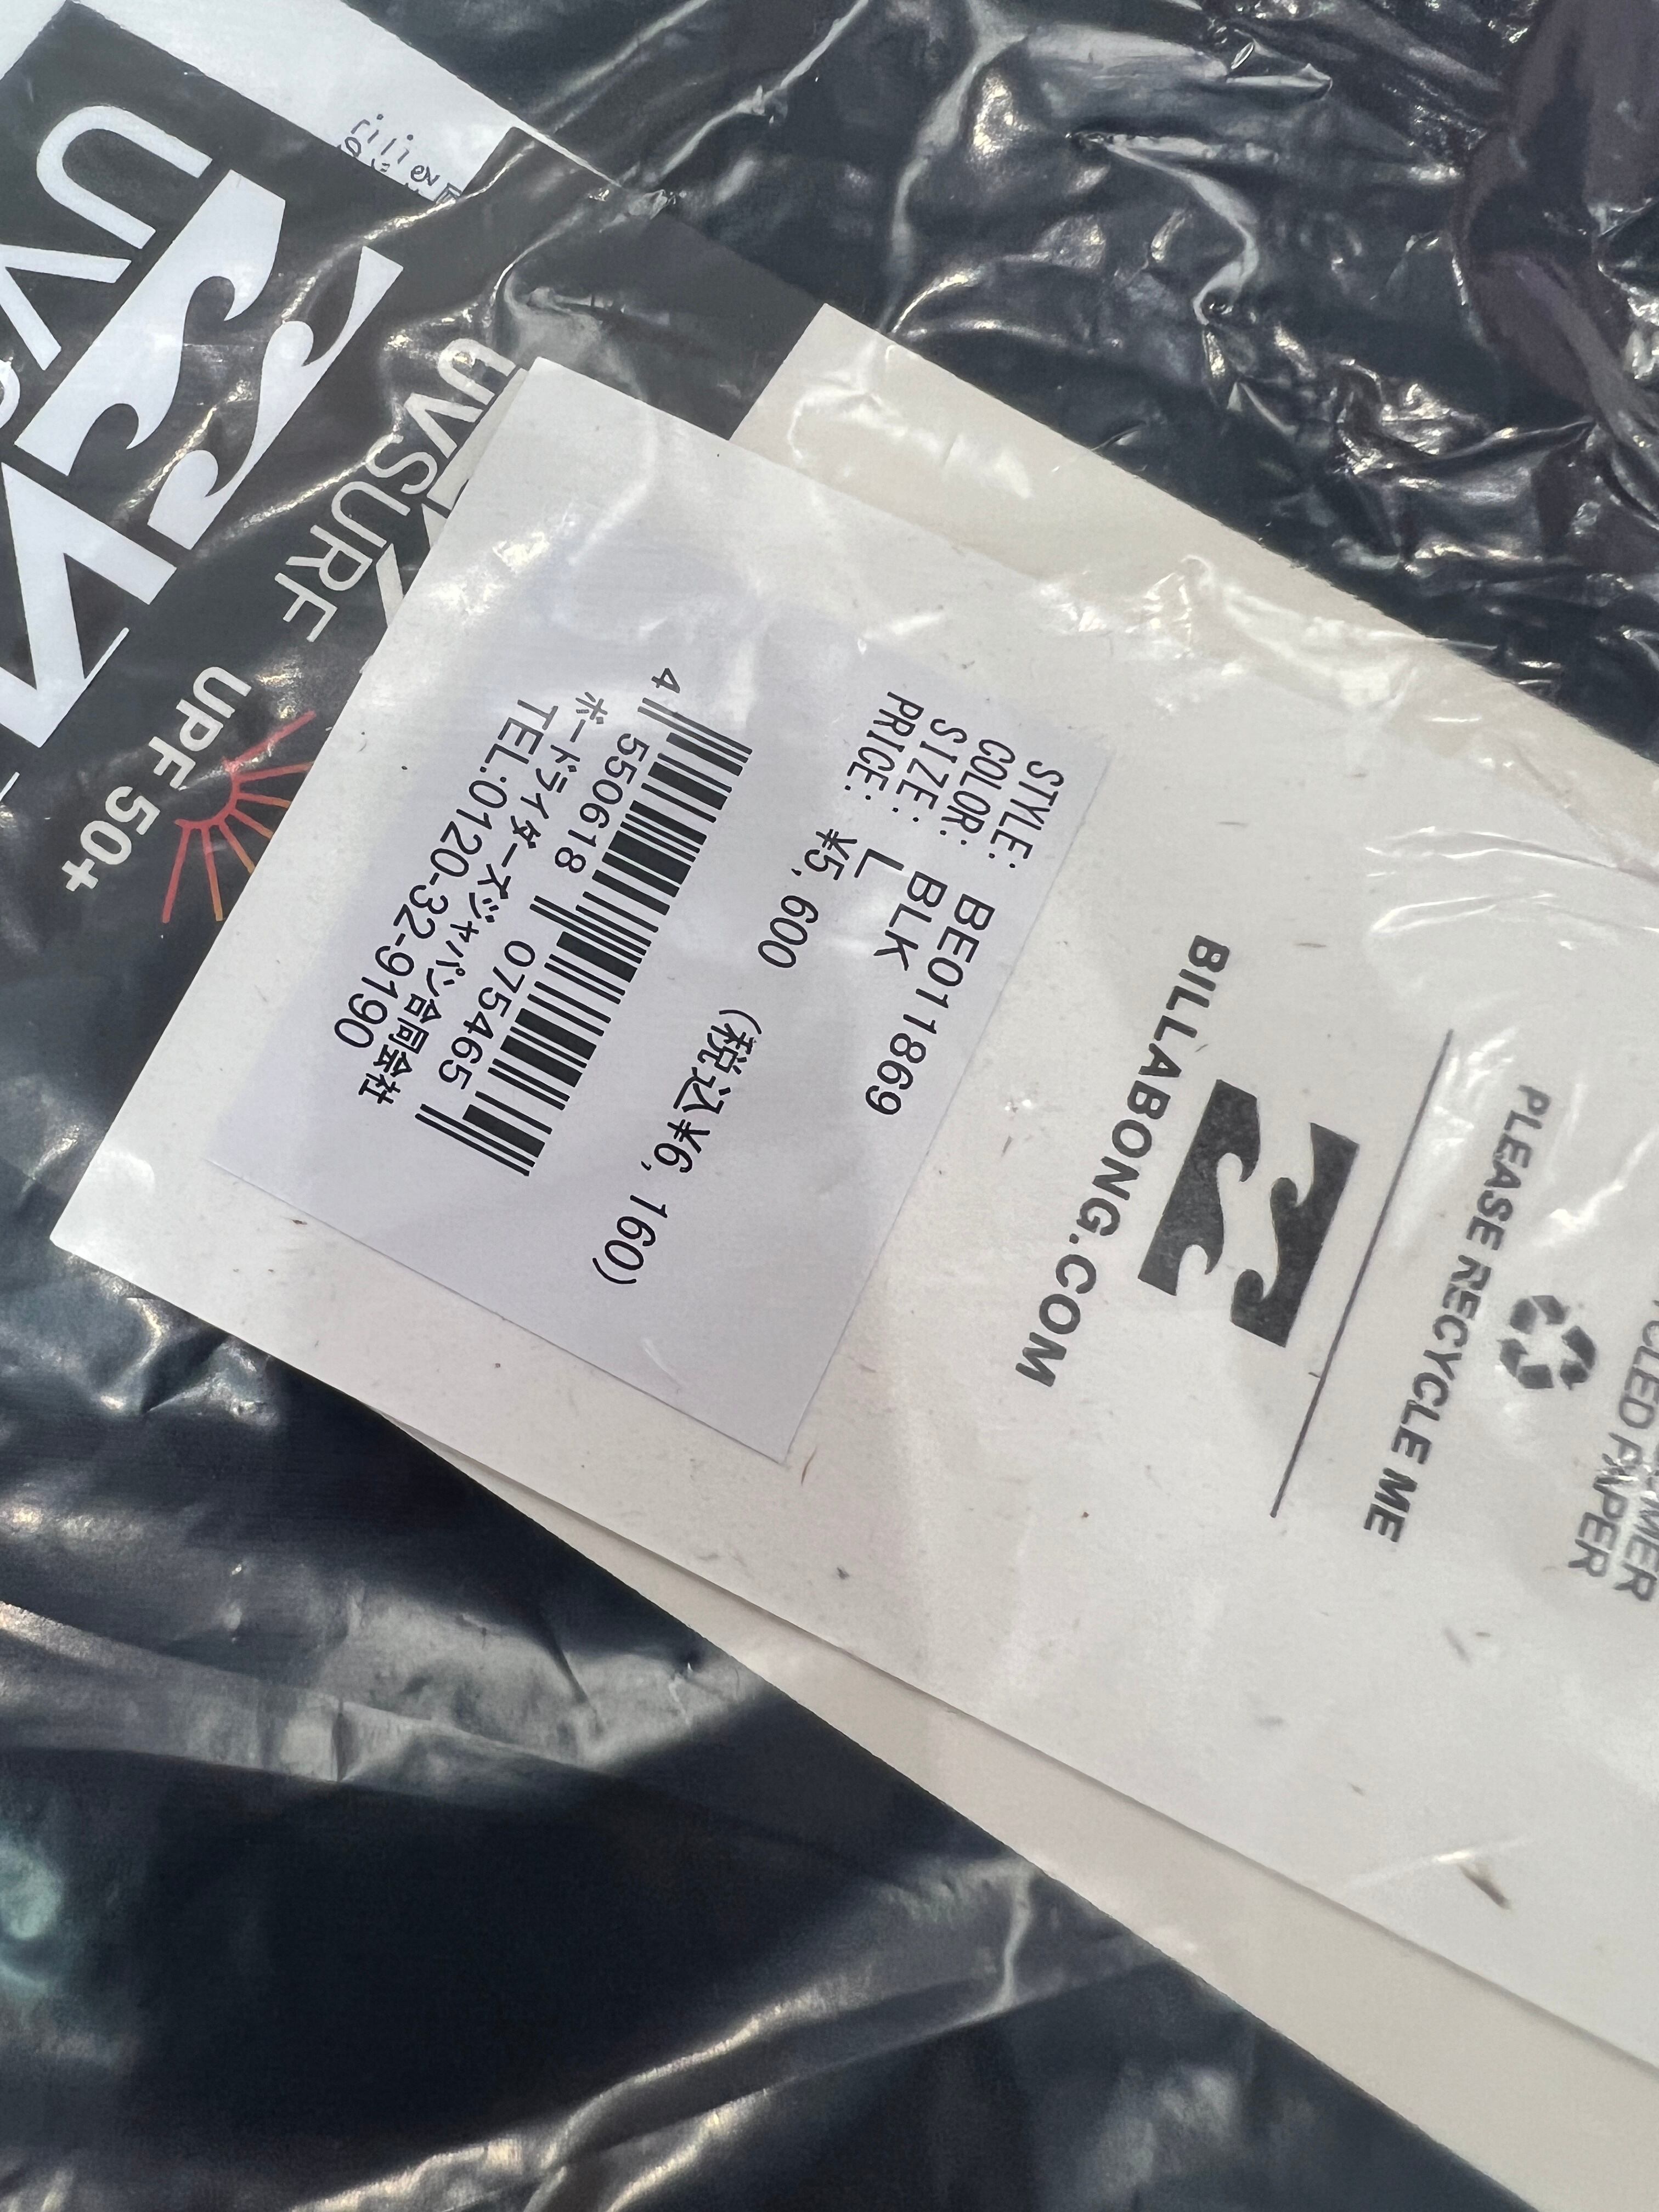 UPF 50+
UVSURF
STYLE: BE011869
COLOR: BLK
SIZE: L
PRICE: ¥5,600 (税込¥6,160)
4 550618 075465
ボードライダーズジャパン合同会社
TEL:0120-32-9190
BILLABONG.COM
PLEASE RECYCLE ME
PAPER